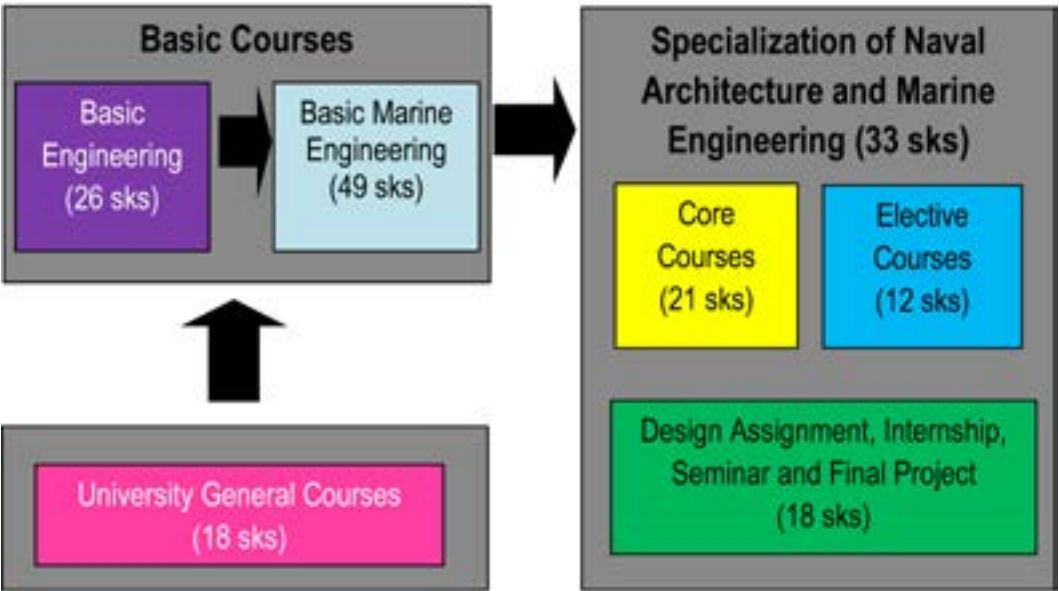 Basic Courses
Basic
Engineering
(26 sks)
Basic Marine
Engineering
(49 sks)
University General Courses
(18 sks)
Specialization of Naval
Architecture and Marine
Engineering (33 sks)
Core
Courses
(21 sks)
Elective
Courses
(12 sks)
Design Assignment, Internship,
Seminar and Final Project
(18 sks)